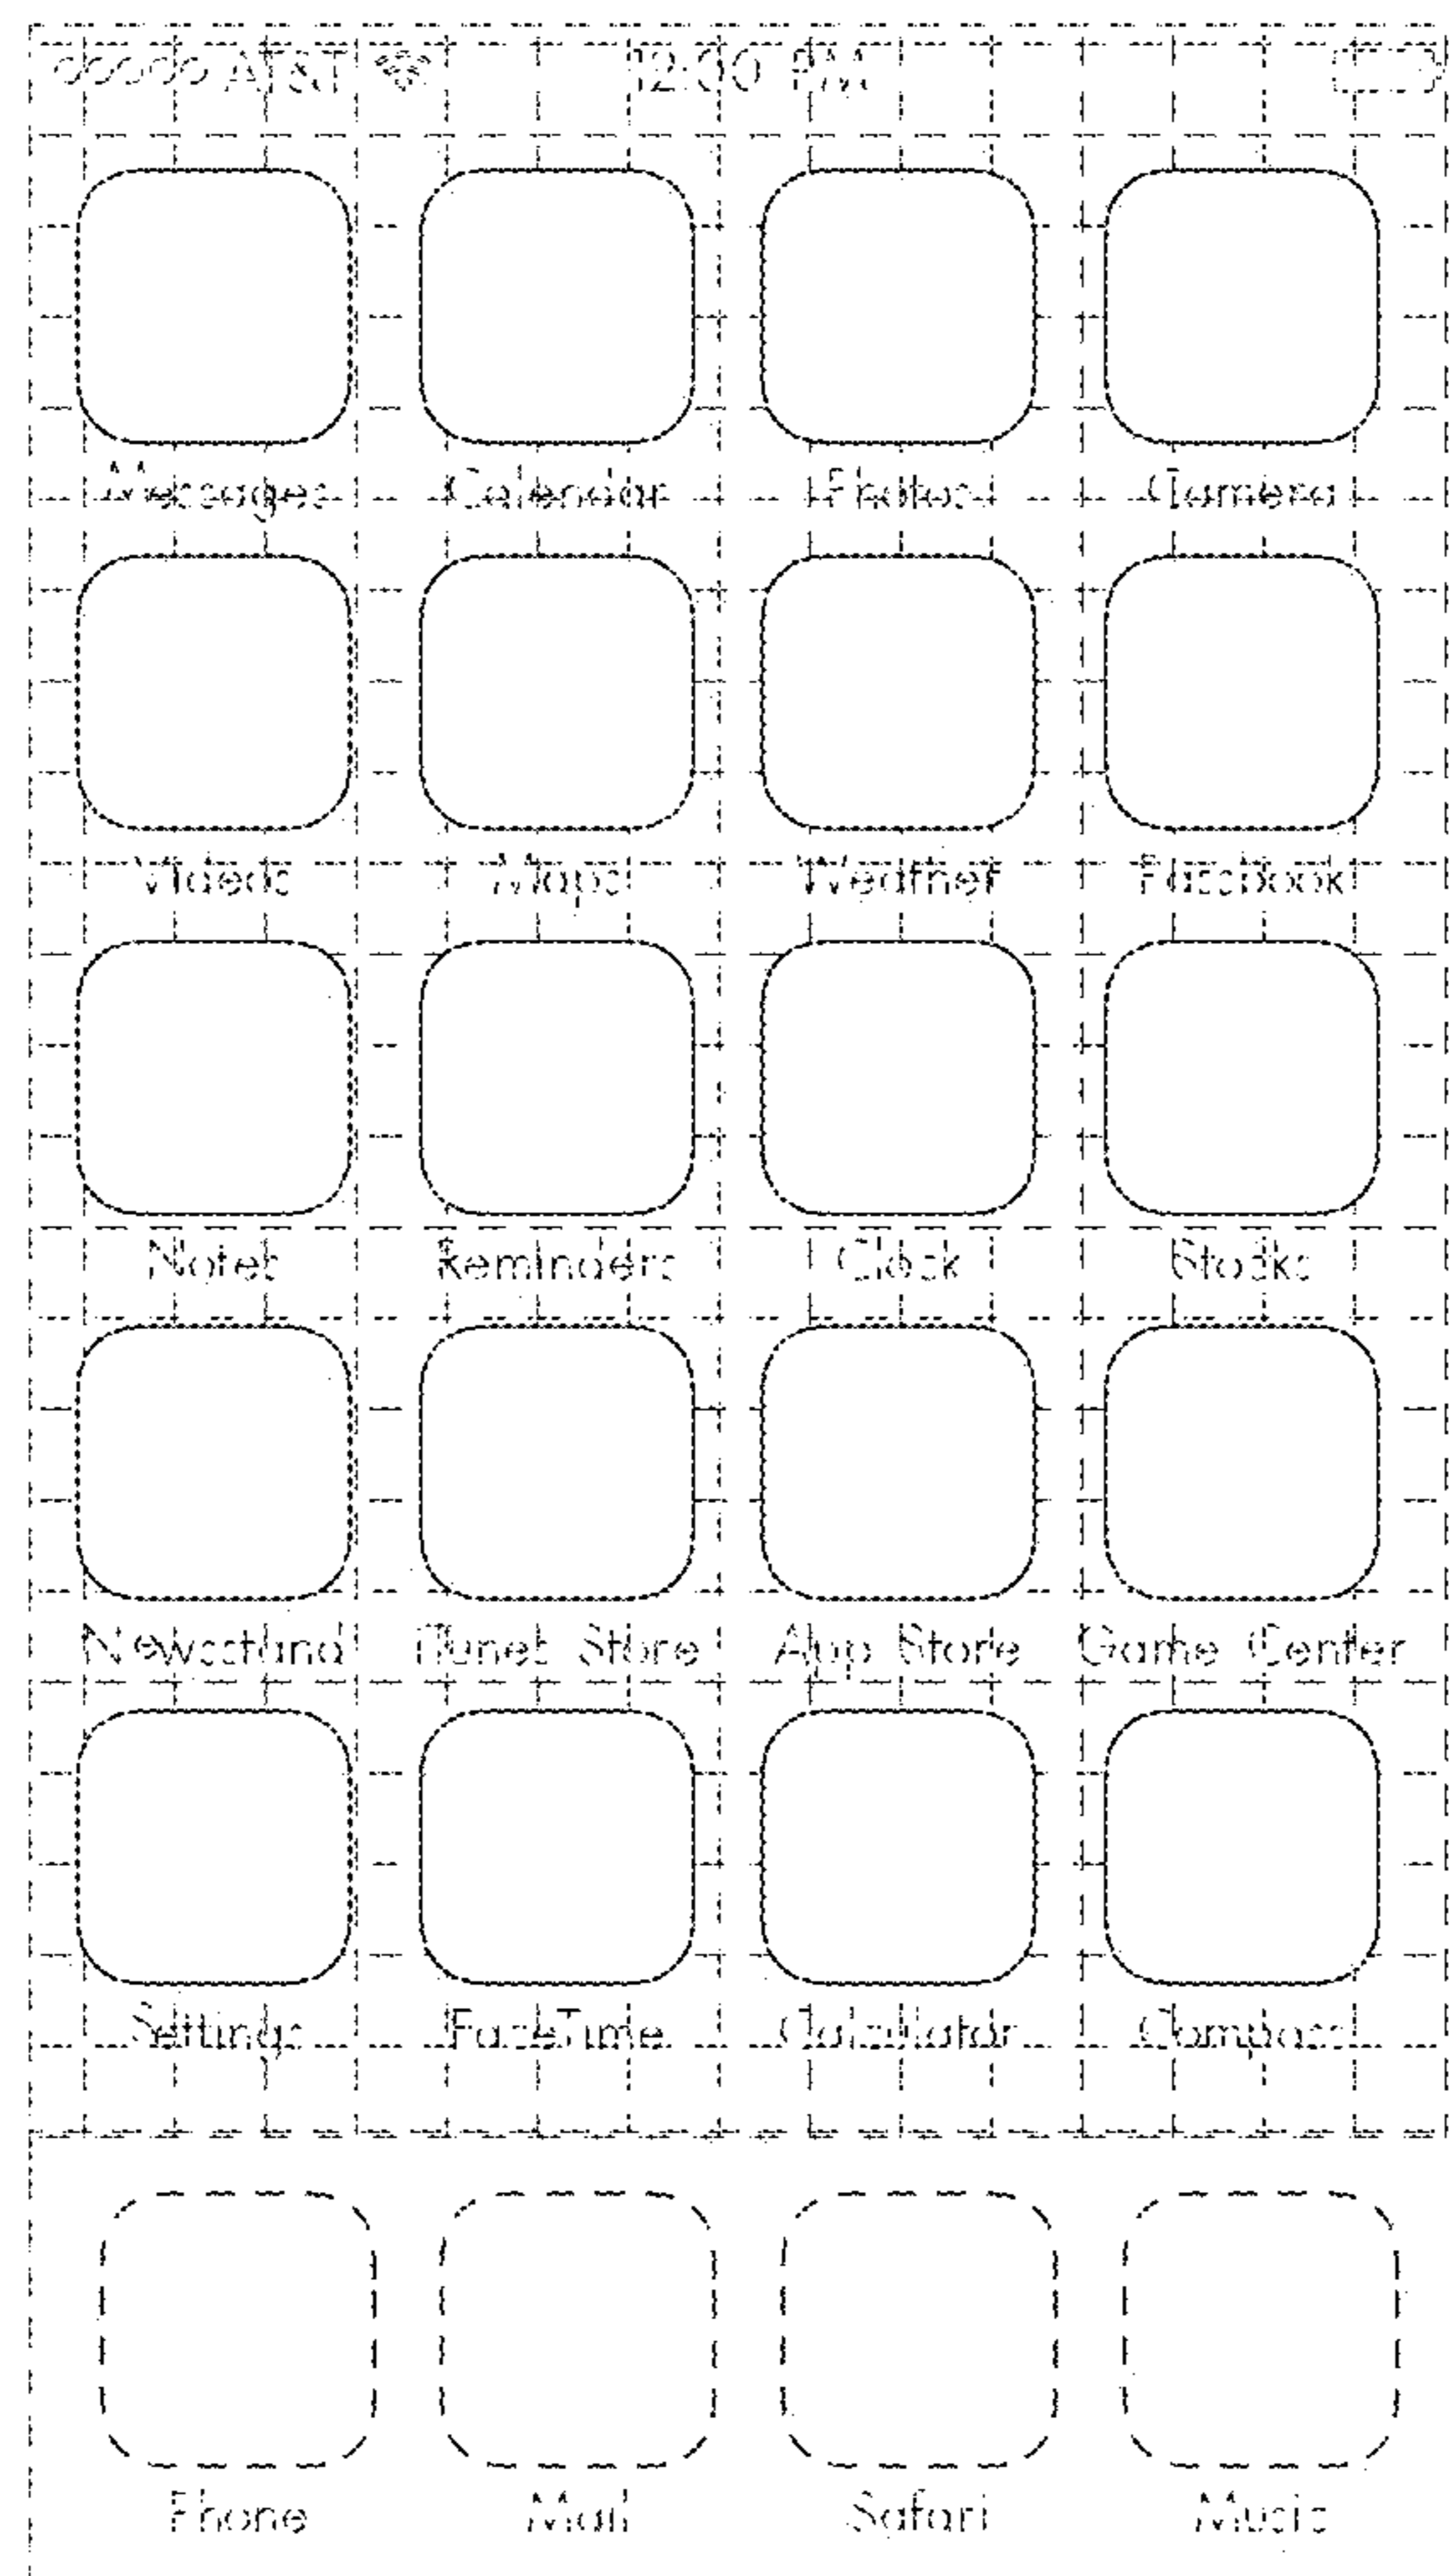 AT&T 12:00 PM
Messages Calendar Photos Camera
Videos Maps Weather Passbook
Notes Reminders Clock Stocks
Newsstand iTunes Store App Store Game Center
Settings FaceTime Calculator Compass
Phone Mail Safari Music